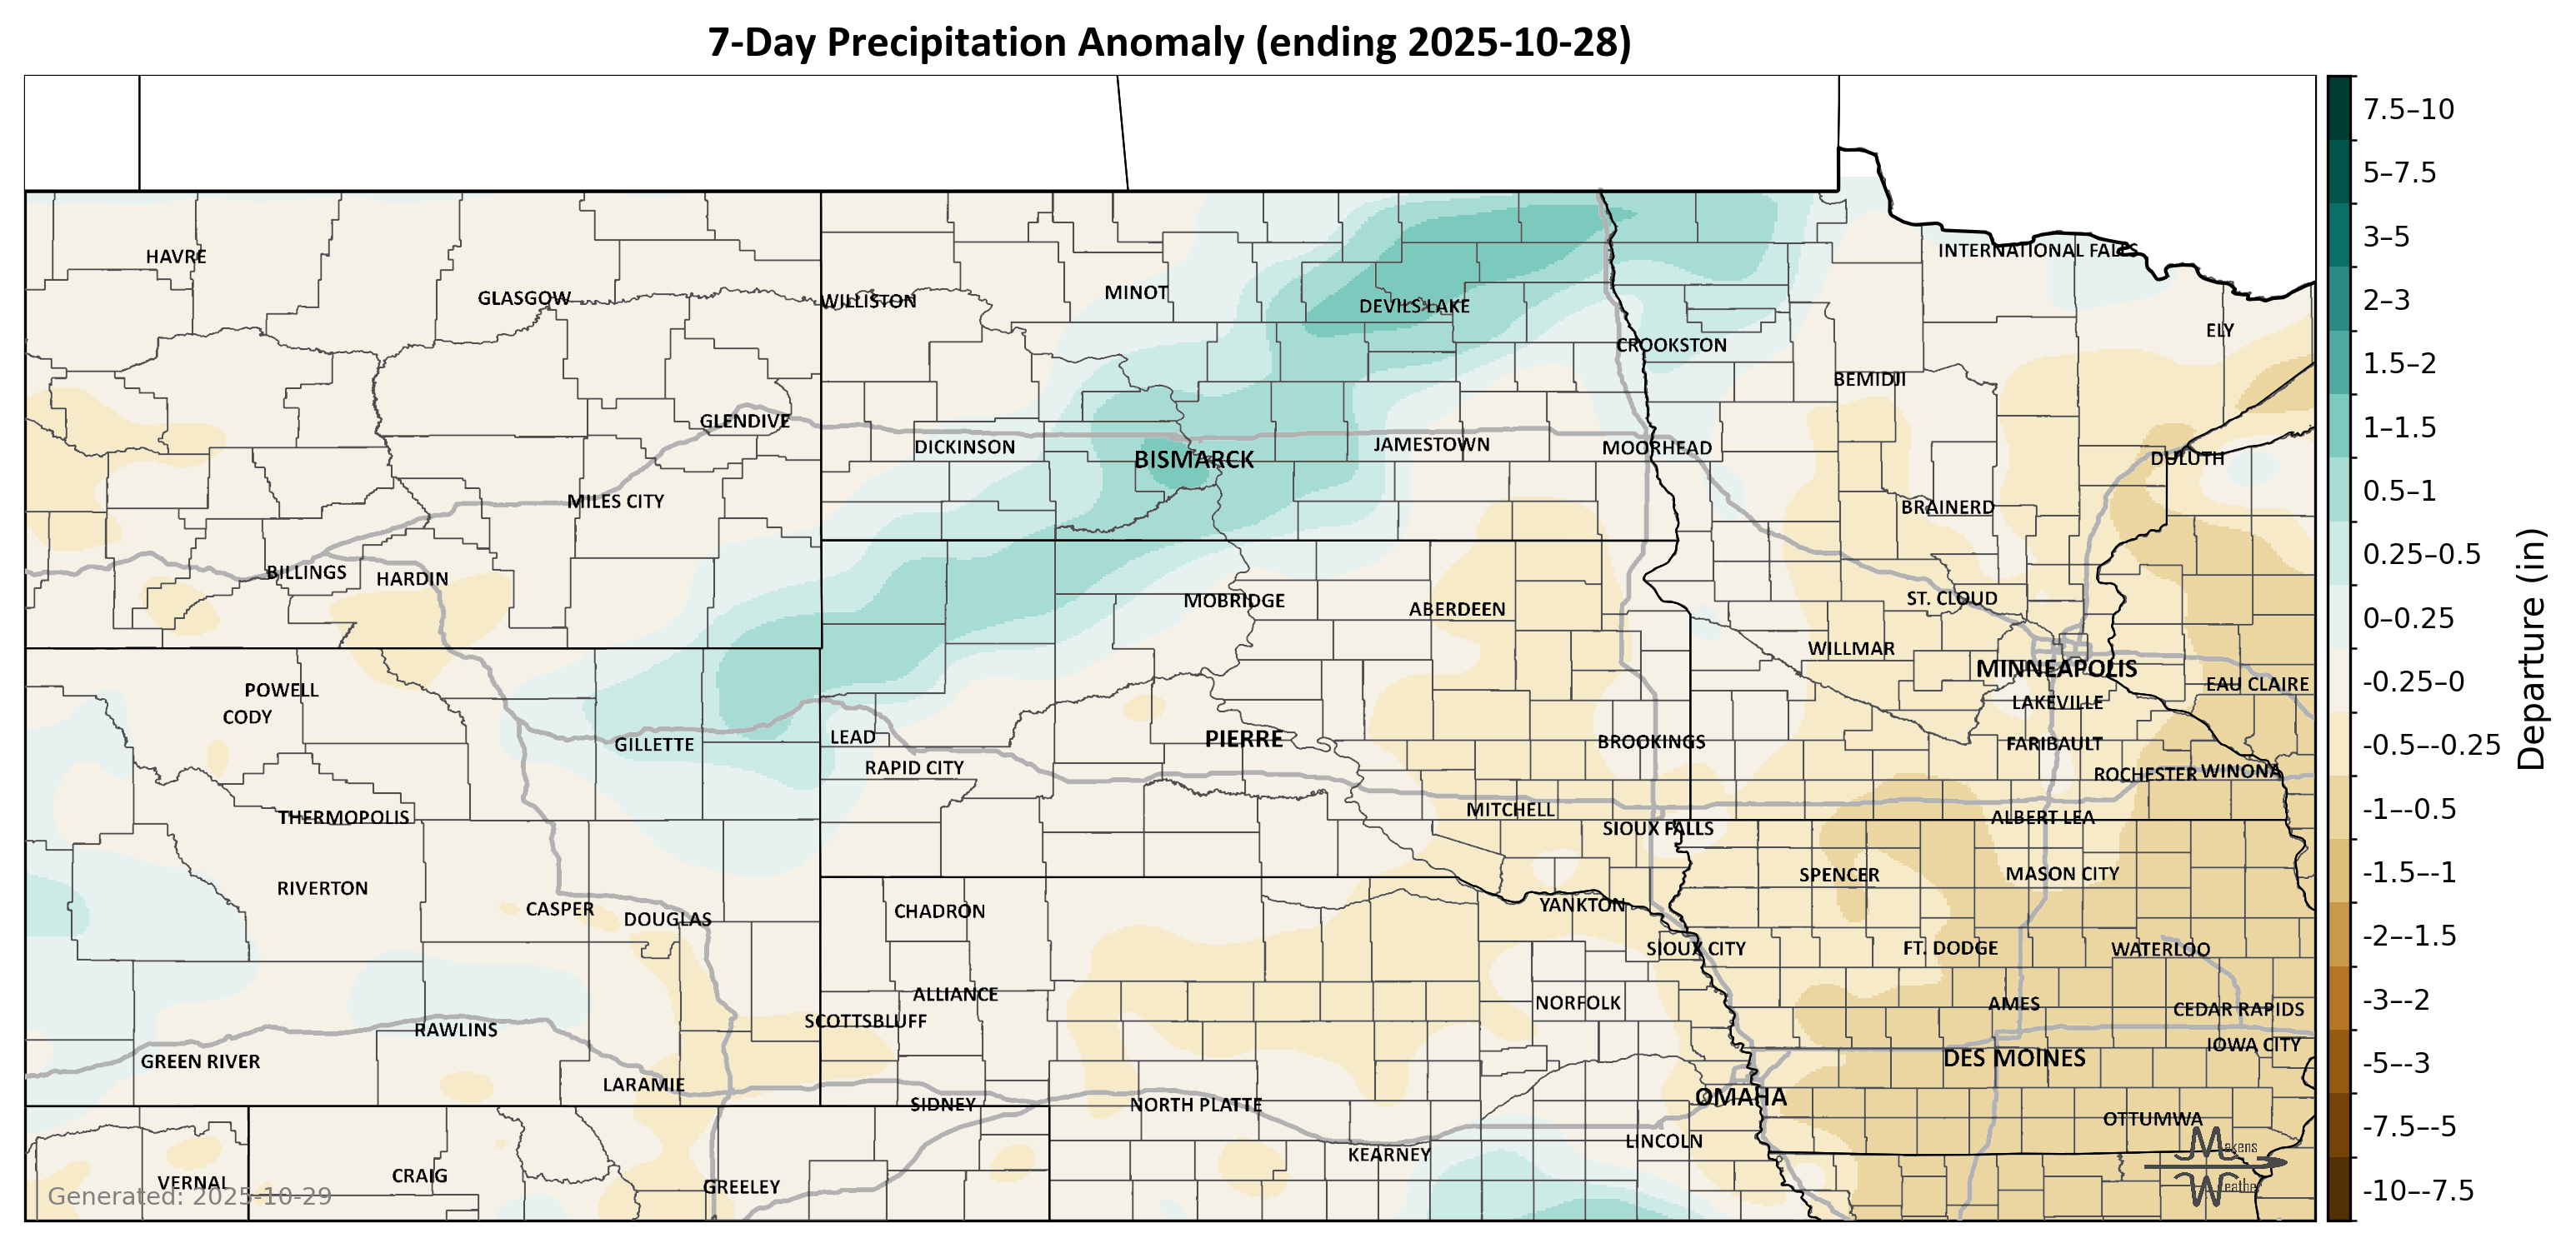 7-Day Precipitation Anomaly (ending 2025-10-28)
7.5–10
5–7.5
3–5
2–3
1.5–2
1–1.5
0.5–1
0.25–0.5
0–0.25
-0.25–0
-0.5–-0.25
-1–-0.5
-1.5–-1
-2–-1.5
-3–-2
-5–-3
-7.5–-5
-10–-7.5
Departure (in)
HAVRE
INTERNATIONAL FALLS
GLASGOW
WILLISTON
MINOT
DEVILS LAKE
ELY
CROOKSTON
BEMIDJI
GLENDIVE
DICKINSON
BISMARCK
JAMESTOWN
MOORHEAD
DULUTH
MILES CITY
BRAINERD
BILLINGS
HARDIN
MOBRIDGE
ABERDEEN
ST. CLOUD
WILLMAR
MINNEAPOLIS
POWELL
EAU CLAIRE
CODY
LAKEVILLE
GILLETTE
LEAD
PIERRE
BROOKINGS
FARIBAULT
RAPID CITY
ROCHESTER
WINONA
THERMOPOLIS
MITCHELL
ALBERT LEA
SIOUX FALLS
RIVERTON
SPENCER
MASON CITY
CASPER
DOUGLAS
CHADRON
YANKTON
SIOUX CITY
FT. DODGE
WATERLOO
ALLIANCE
NORFOLK
AMES
CEDAR RAPIDS
RAWLINS
SCOTTSBLUFF
IOWA CITY
GREEN RIVER
DES MOINES
LARAMIE
SIDNEY
NORTH PLATTE
OMAHA
OTTUMWA
LINCOLN
KEARNEY
VERNAL
CRAIG
GREELEY
Makens
Weather
Generated: 2025-10-29